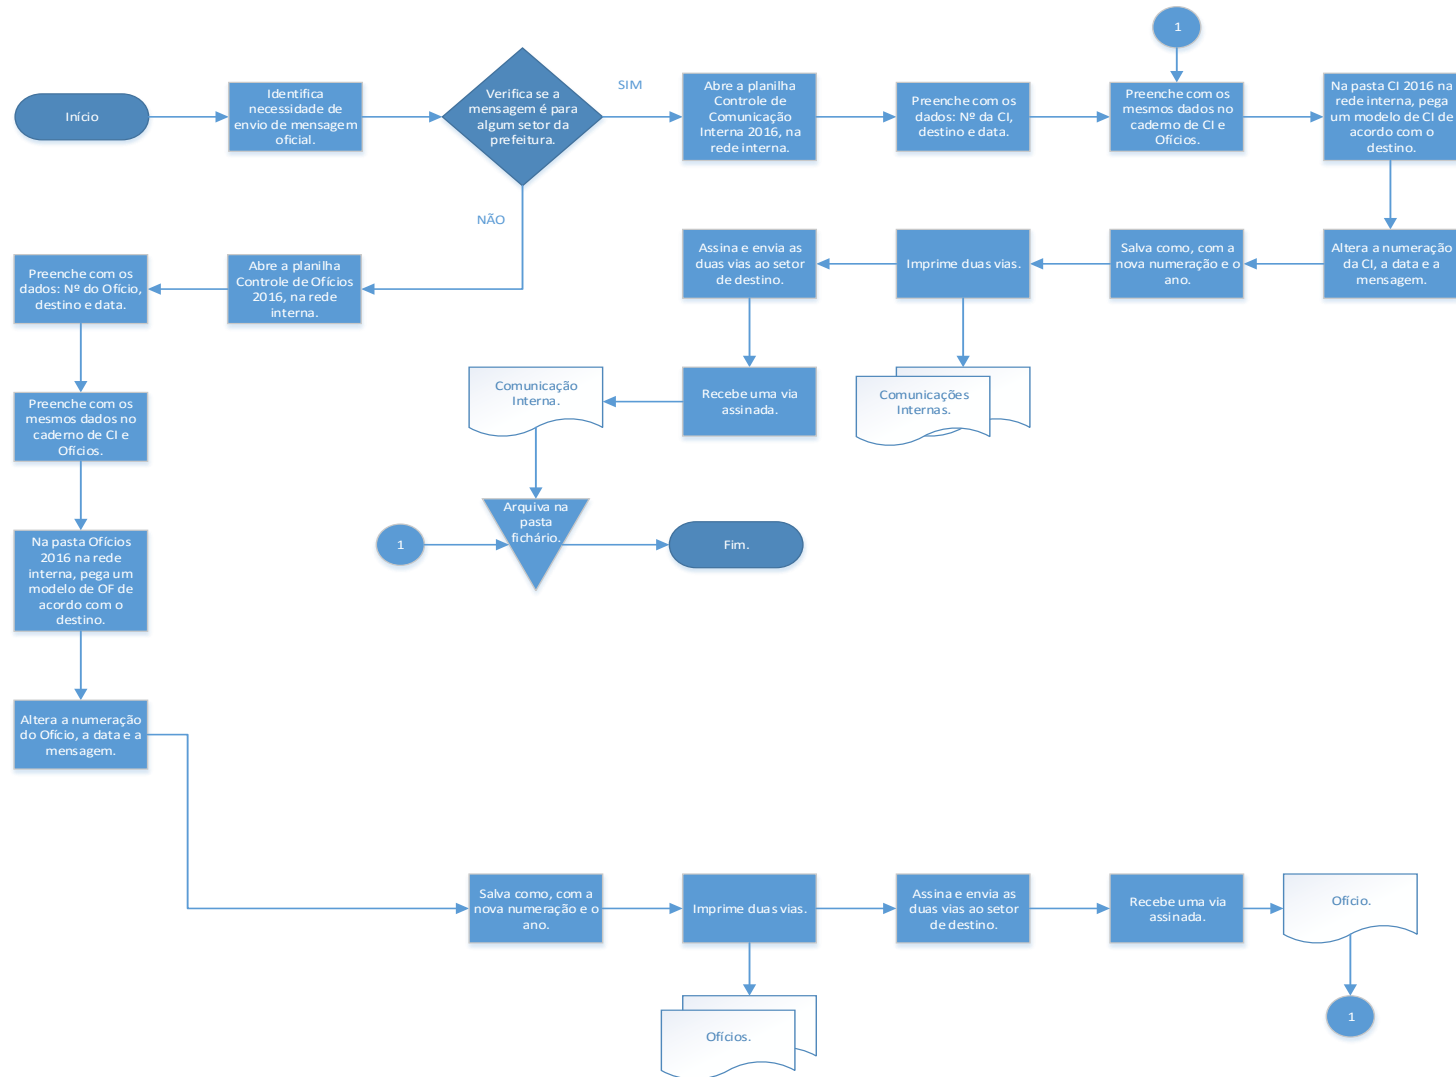 1
Início
Identifica
necessidade de
envio de mensagem
oficial.
Verifica se a
mensagem é para
algum setor da
prefeitura.
SIM
Abre a planilha
Controle de
Comunicação
Interna 2016, na
rede interna.
Preenche com os
dados: Nº da CI,
destino e data.
Preenche com os
mesmos dados no
caderno de CI e
Ofícios.
Na pasta CI 2016 na
rede interna, pega
um modelo de CI de
acordo com o
destino.
NÃO
Preenche com os
dados: Nº do Ofício,
destino e data.
Abre a planilha
Controle de Ofícios
2016, na rede
interna.
Assina e envia as
duas vias ao setor
de destino.
Imprime duas vias.
Salva como, com a
nova numeração e o
ano.
Altera a numeração
da CI, a data e a
mensagem.
Comunicação
Interna.
Recebe uma via
assinada.
Comunicações
Internas.
Preenche com os
mesmos dados no
caderno de CI e
Ofícios.
1
Arquiva na
pasta
fichário.
Fim.
Na pasta Ofícios
2016 na rede
interna, pega um
modelo de OF de
acordo com o
destino.
Altera a numeração
do Ofício, a data e a
mensagem.
Salva como, com a
nova numeração e o
ano.
Imprime duas vias.
Assina e envia as
duas vias ao setor
de destino.
Recebe uma via
assinada.
Ofício.
Ofícios.
1